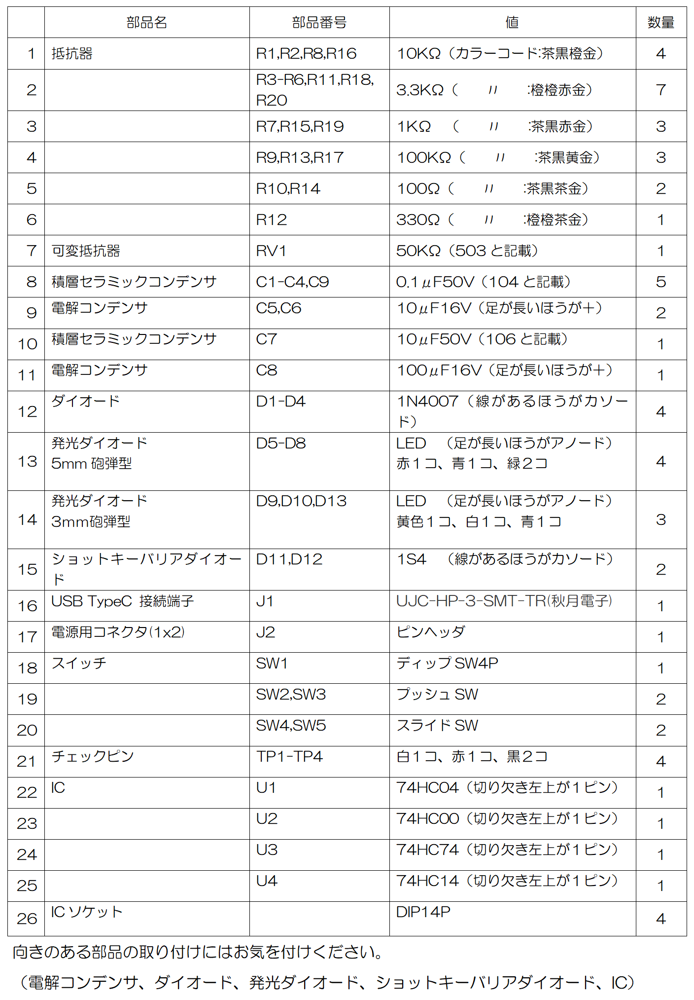 部品名 部品番号 値 数量
1 抵抗器 R1,R2,R8,R16 10KΩ（カラーコード:茶黒橙金） 4
R3-R6,R11,R18,
2 3.3KΩ（ 〃 :橙橙赤金） 7
R20
3 R7,R15,R19 1KΩ （ 〃 :茶黒赤金） 3
4 R9,R13,R17 100KΩ（ 〃 :茶黒黄金） 3
5 R10,R14 100Ω（ 〃 :茶黒茶金） 2
6 R12 330Ω（ 〃 :橙橙茶金） 1
7 可変抵抗器 RV1 50KΩ（503 と記載） 1
8 積層セラミックコンデンサ C1-C4,C9 0.1μF50V（104 と記載） 5
9 電解コンデンサ C5,C6 10μF16V（足が長いほうが＋） 2
10 積層セラミックコンデンサ C7 10μF50V（106 と記載） 1
11 電解コンデンサ C8 100μF16V（足が長いほうが＋） 1
12 ダイオード D1-D4 1N4007（線があるほうがカソー
ド） 4
13 発光ダイオード D5-D8 LED （足が長いほうがアノード） 4
5mm 砲弾型 赤１コ、青１コ、緑２コ
14 発光ダイオード D9,D10,D13 LED （足が長いほうがアノード） 3
3mm砲弾型 黄色１コ、白１コ、青１コ
15 ショットキーバリアダイオー D11,D12 1S4 （線があるほうがカソード） 2
ド
16 USB TypeC 接続端子 J1 UJC-HP-3-SMT-TR(秋月電子) 1
17 電源用コネクタ(1x2) J2 ピンヘッダ 1
18 スイッチ SW1 ディップ SW4P 1
19 SW2,SW3 プッシュ SW 2
20 SW4,SW5 スライド SW 2
21 チェックピン TP1-TP4 白１コ、赤１コ、黒２コ 4
22 IC U1 74HC04（切り欠き左上が１ピン） 1
23 U2 74HC00（切り欠き左上が１ピン） 1
24 U3 74HC74（切り欠き左上が１ピン） 1
25 U4 74HC14（切り欠き左上が１ピン） 1
26 IC ソケット DIP14P 4
向きのある部品の取り付けにはお気を付けください。
（電解コンデンサ、ダイオード、発光ダイオード、ショットキーバリアダイオード、IC）